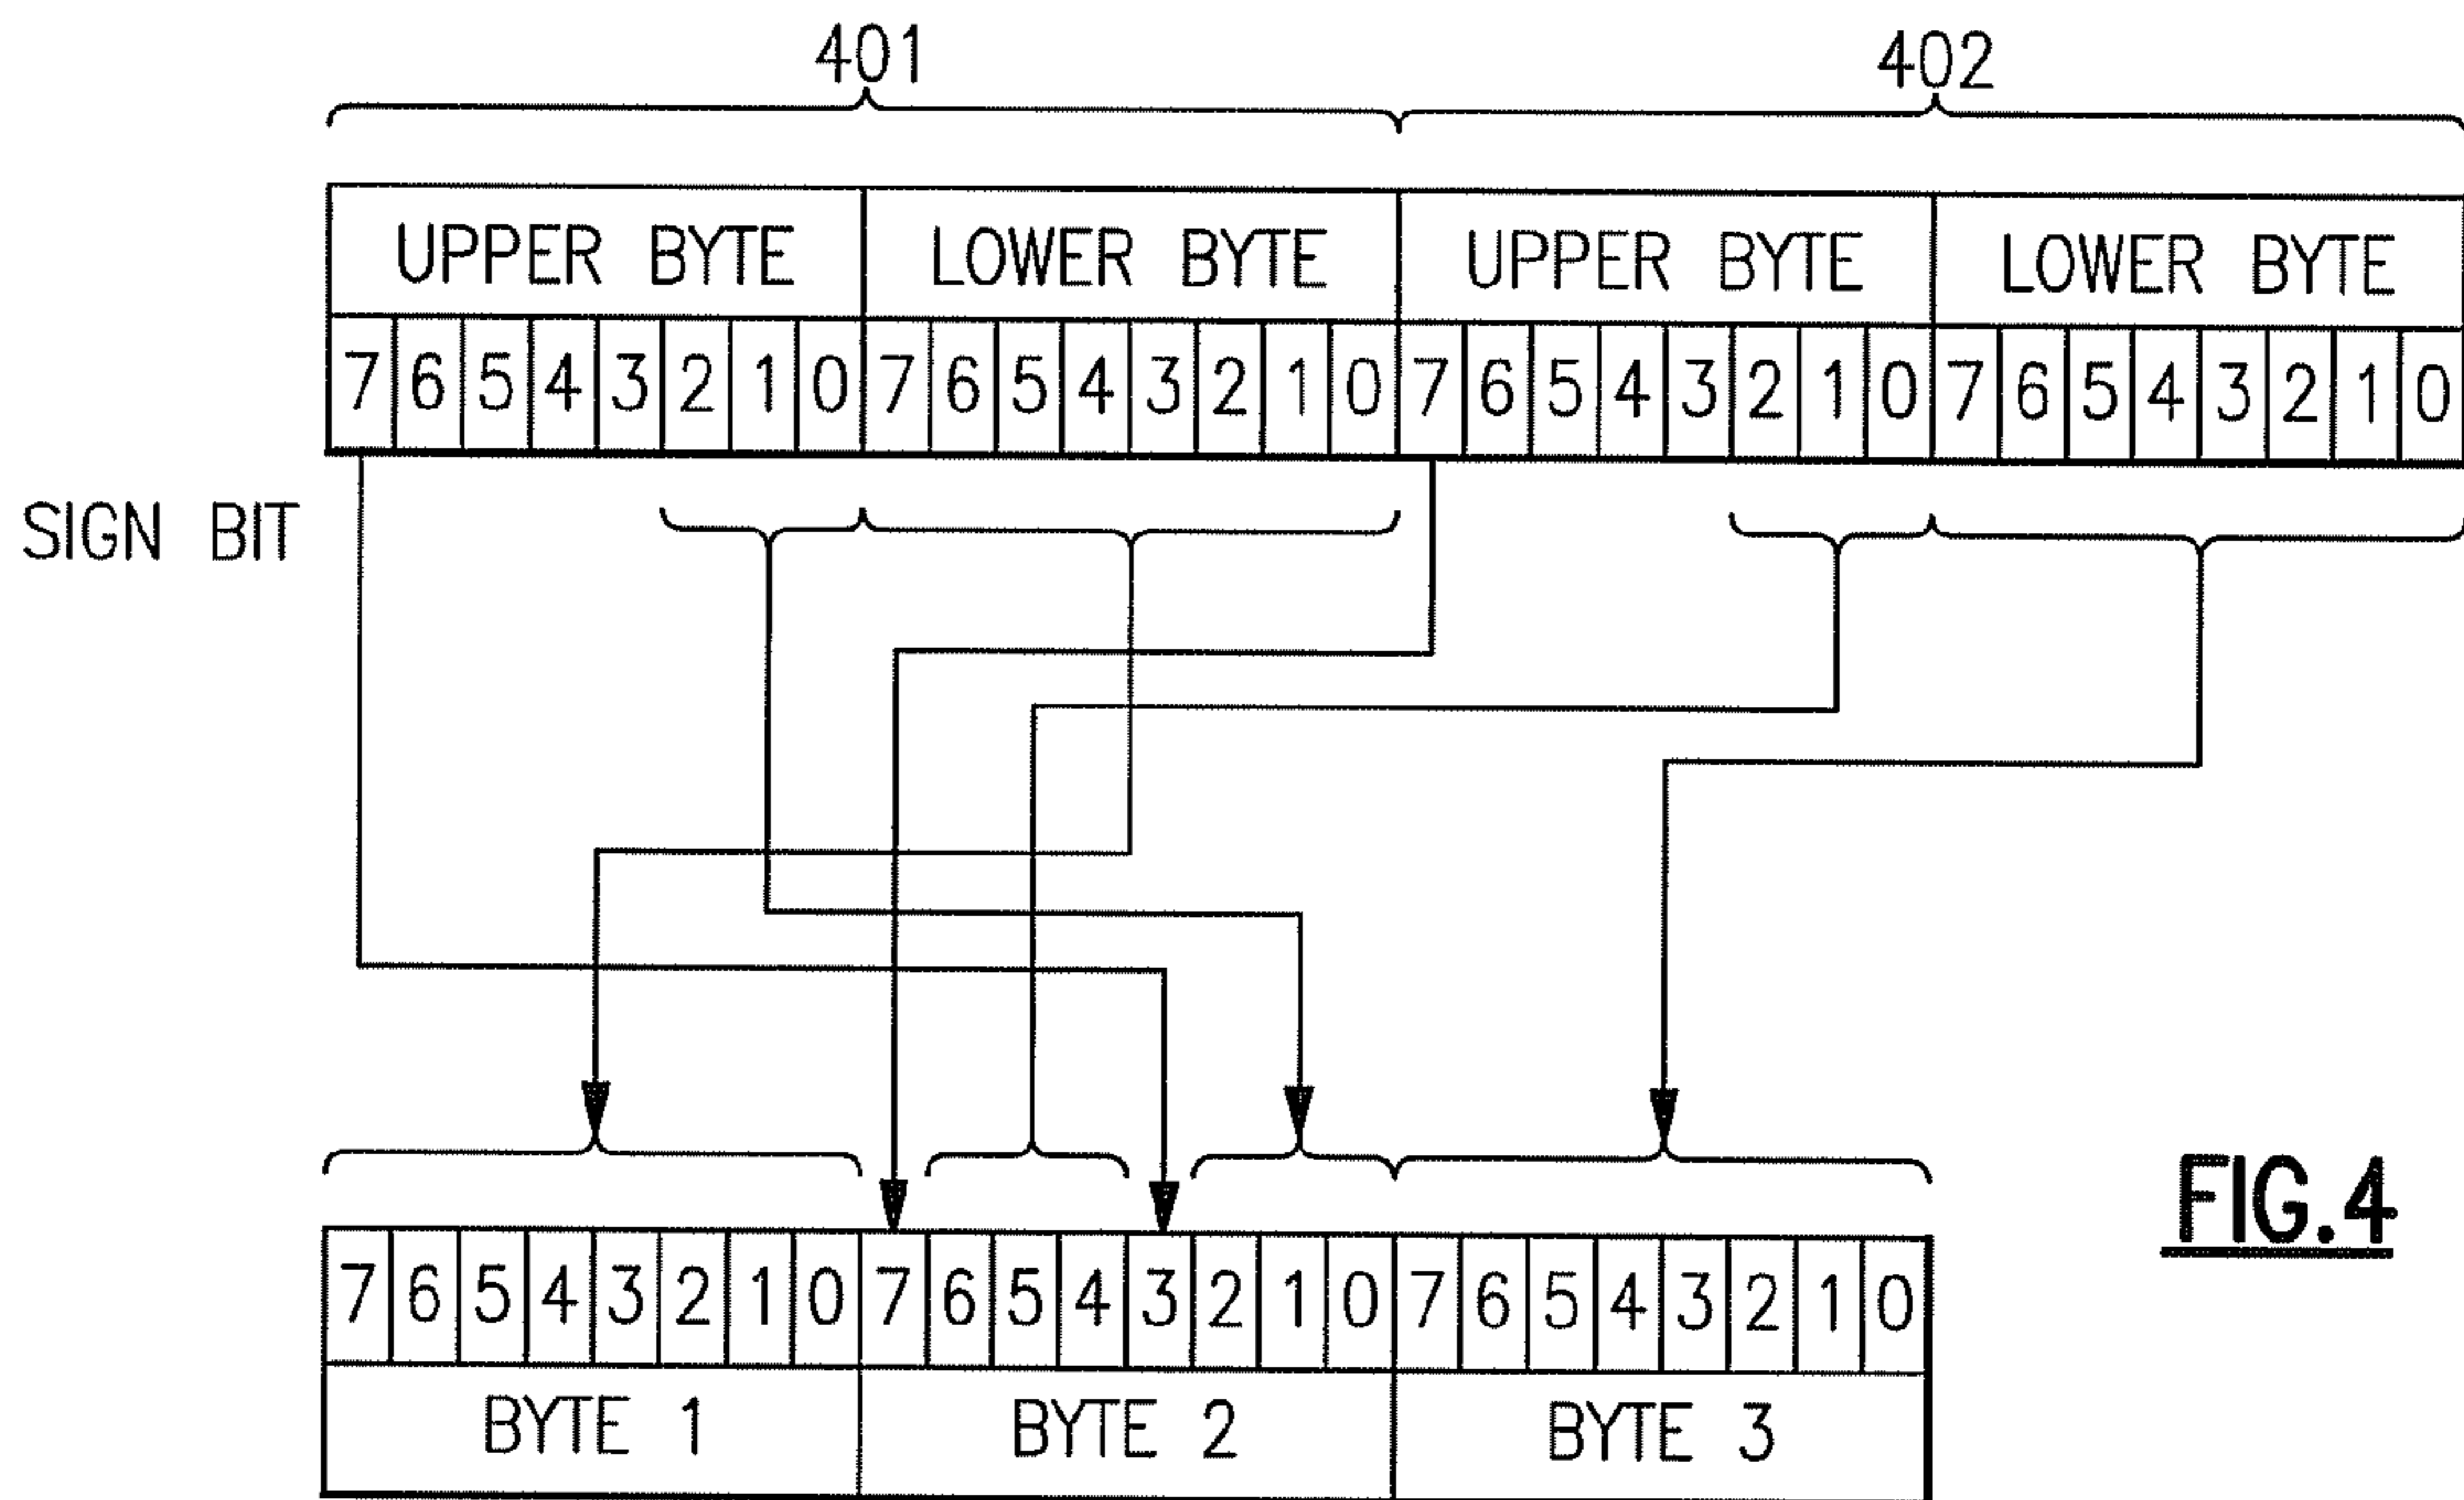 401 402
UPPER BYTE LOWER BYTE UPPER BYTE LOWER BYTE
7 6 5 4 3 2 1 0 7 6 5 4 3 2 1 0 7 6 5 4 3 2 1 0 7 6 5 4 3 2 1 0
SIGN BIT
FIG.4
7 6 5 4 3 2 1 0 7 6 5 4 3 2 1 0 7 6 5 4 3 2 1 0
BYTE 1 BYTE 2 BYTE 3